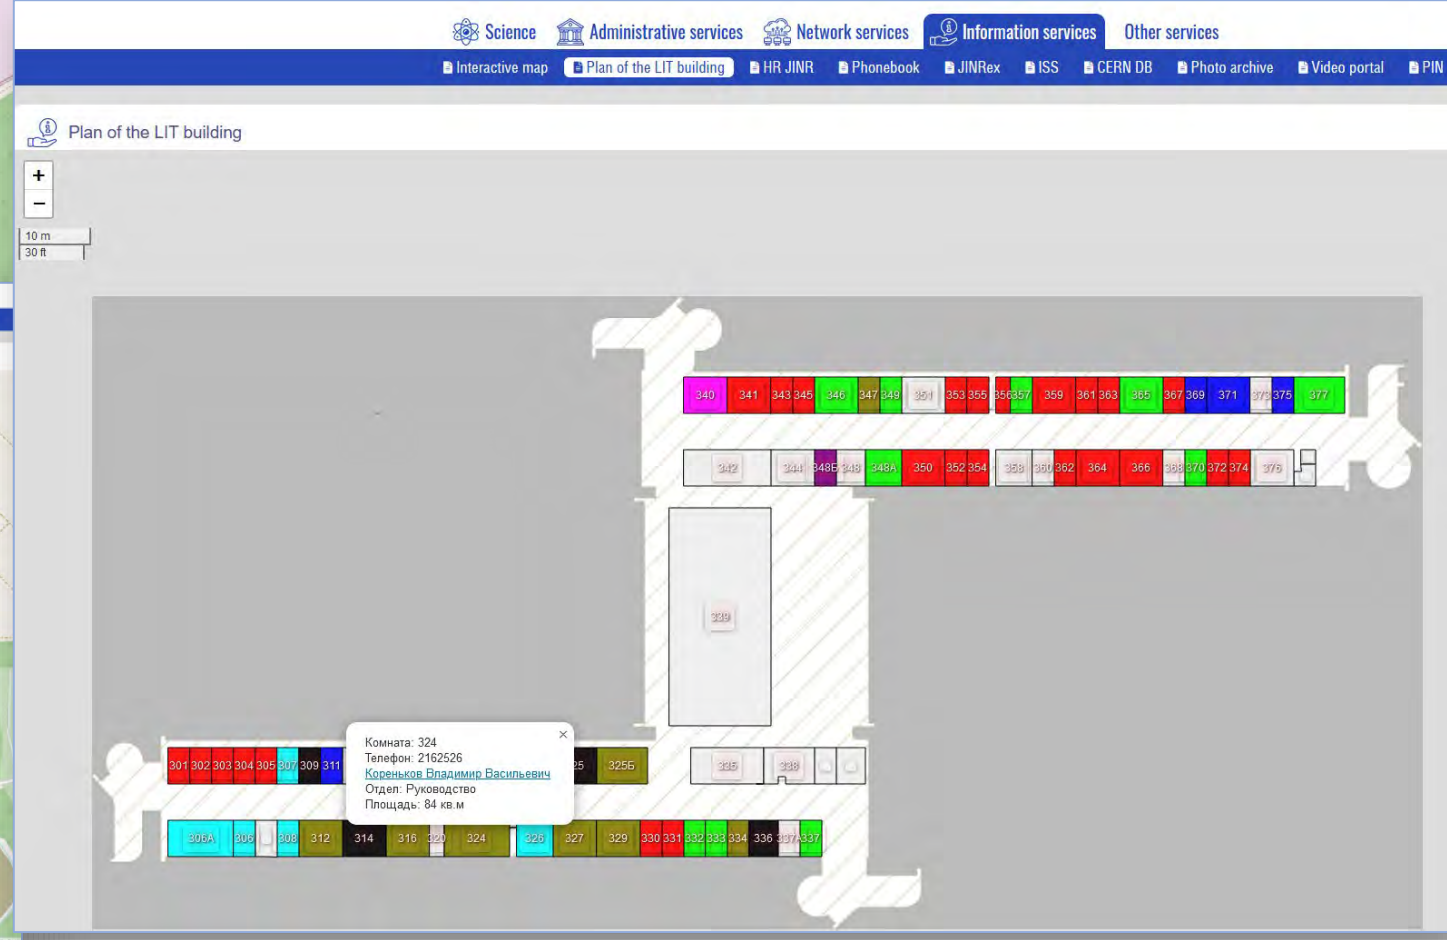 Science Administrative services Network services Information services Other services
Interactive map Plan of the LIT building HR JINR Phonebook JINRex ISS CERN DB Photo archive Video portal PIN
Plan of the LIT building
+
−
10 m
30 ft
340 341 343 345 346 347 349 351 353 355 356 357 359 361 363 365 367 369 371 373 375 377
342 344 348Б 348 348A 350 352 354 358 360 362 364 366 368 370 372 374 376
339
Комната: 324
Телефон: 2162526
Кореньков Владимир Васильевич
Отдел: Руководство
Площадь: 84 кв.м
301 302 303 304 305 307 309 311 25 325Б 335 338
306A 306 308 312 314 316 320 324 326 327 329 330 331 332 333 334 336 337A 337